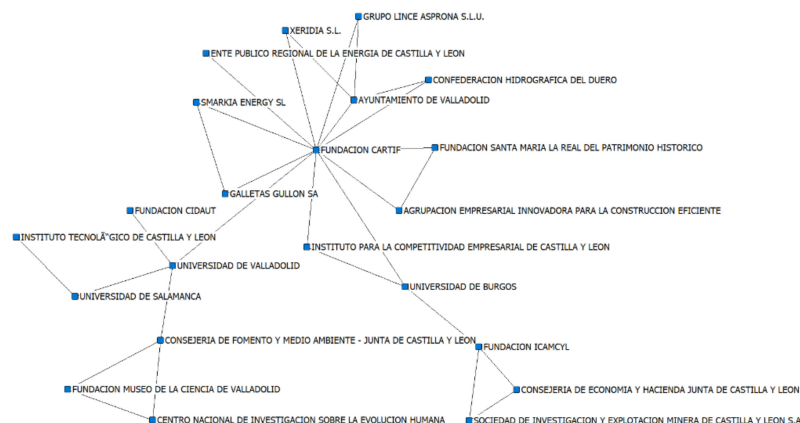 GRUPO LINCE ASPRONA S.L.U.
XERIDIA S.L.
ENTE PUBLICO REGIONAL DE LA ENERGIA DE CASTILLA Y LEON
CONFEDERACION HIDROGRAFICA DEL DUERO
SMARKIA ENERGY SL
AYUNTAMIENTO DE VALLADOLID
FUNDACION CARTIF
FUNDACION SANTA MARIA LA REAL DEL PATRIMONIO HISTORICO
GALLETAS GULLON SA
FUNDACION CIDAUT
AGRUPACION EMPRESARIAL INNOVADORA PARA LA CONSTRUCCION EFICIENTE
INSTITUTO TECNOLÃ“GICO DE CASTILLA Y LEON
INSTITUTO PARA LA COMPETITIVIDAD EMPRESARIAL DE CASTILLA Y LEON
UNIVERSIDAD DE VALLADOLID
UNIVERSIDAD DE BURGOS
UNIVERSIDAD DE SALAMANCA
CONSEJERIA DE FOMENTO Y MEDIO AMBIENTE - JUNTA DE CASTILLA Y LEON
FUNDACION ICAMCYL
FUNDACION MUSEO DE LA CIENCIA DE VALLADOLID
CONSEJERIA DE ECONOMIA Y HACIENDA JUNTA DE CASTILLA Y LEON
CENTRO NACIONAL DE INVESTIGACION SOBRE LA EVOLUCION HUMANA
SOCIEDAD DE INVESTIGACION Y EXPLOTACION MINERA DE CASTILLA Y LEON S.A